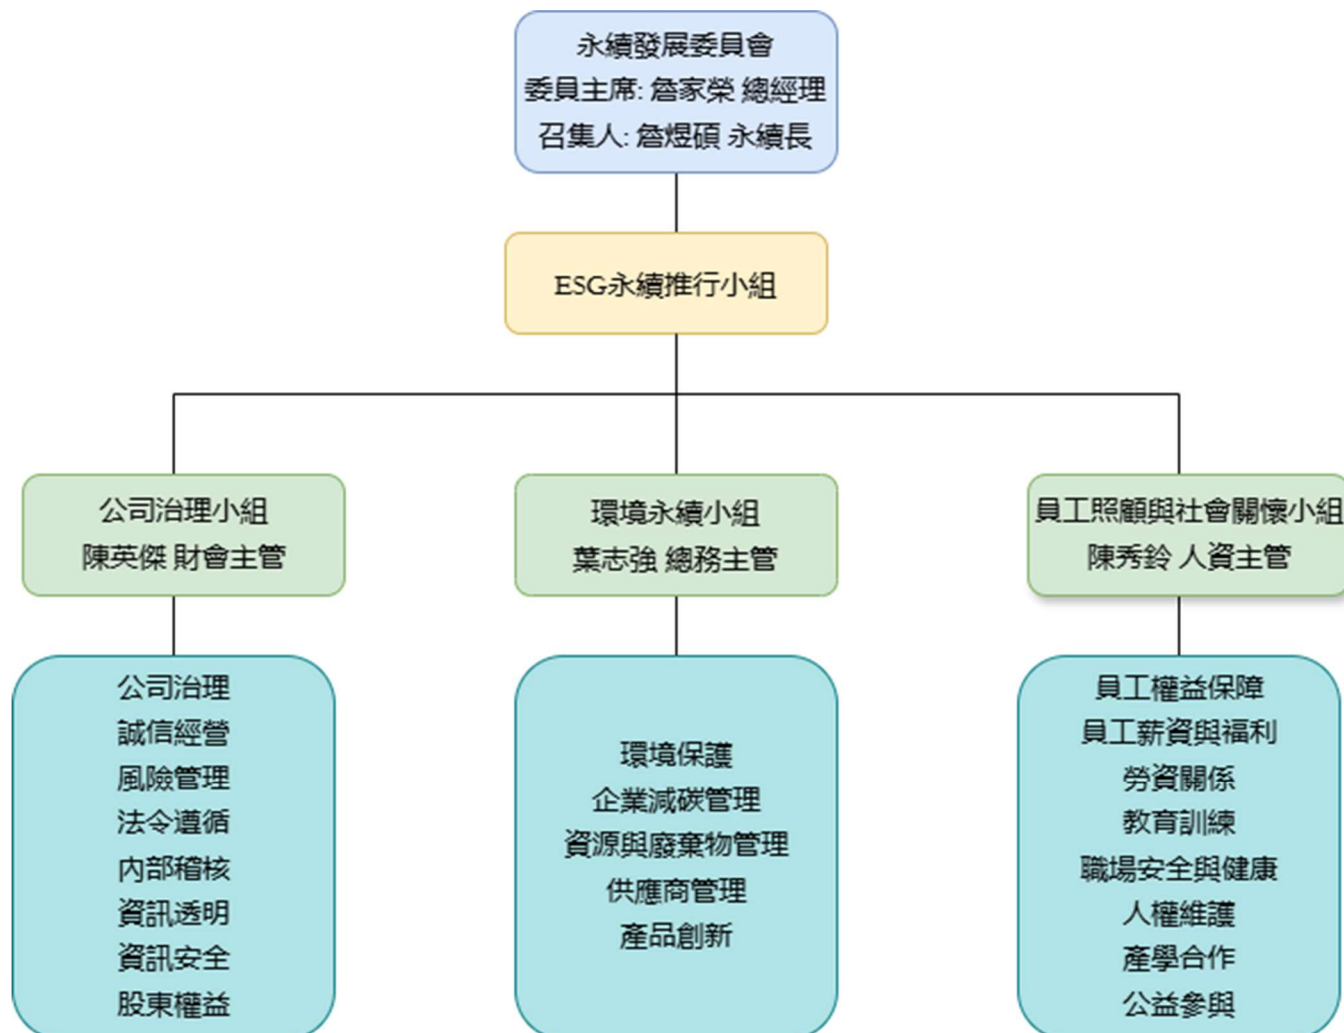 永續發展委員會
委員主席: 詹家榮 總經理
召集人: 詹煜碩 永續長
ESG永續推行小組
公司治理小組
陳英傑 財會主管
環境永續小組
葉志強 總務主管
員工照顧與社會關懷小組
陳秀鈴 人資主管
公司治理
誠信經營
風險管理
法令遵循
內部稽核
資訊透明
資訊安全
股東權益
環境保護
企業減碳管理
資源與廢棄物管理
供應商管理
產品創新
員工權益保障
員工薪資與福利
勞資關係
教育訓練
職場安全與健康
人權維護
產學合作
公益參與